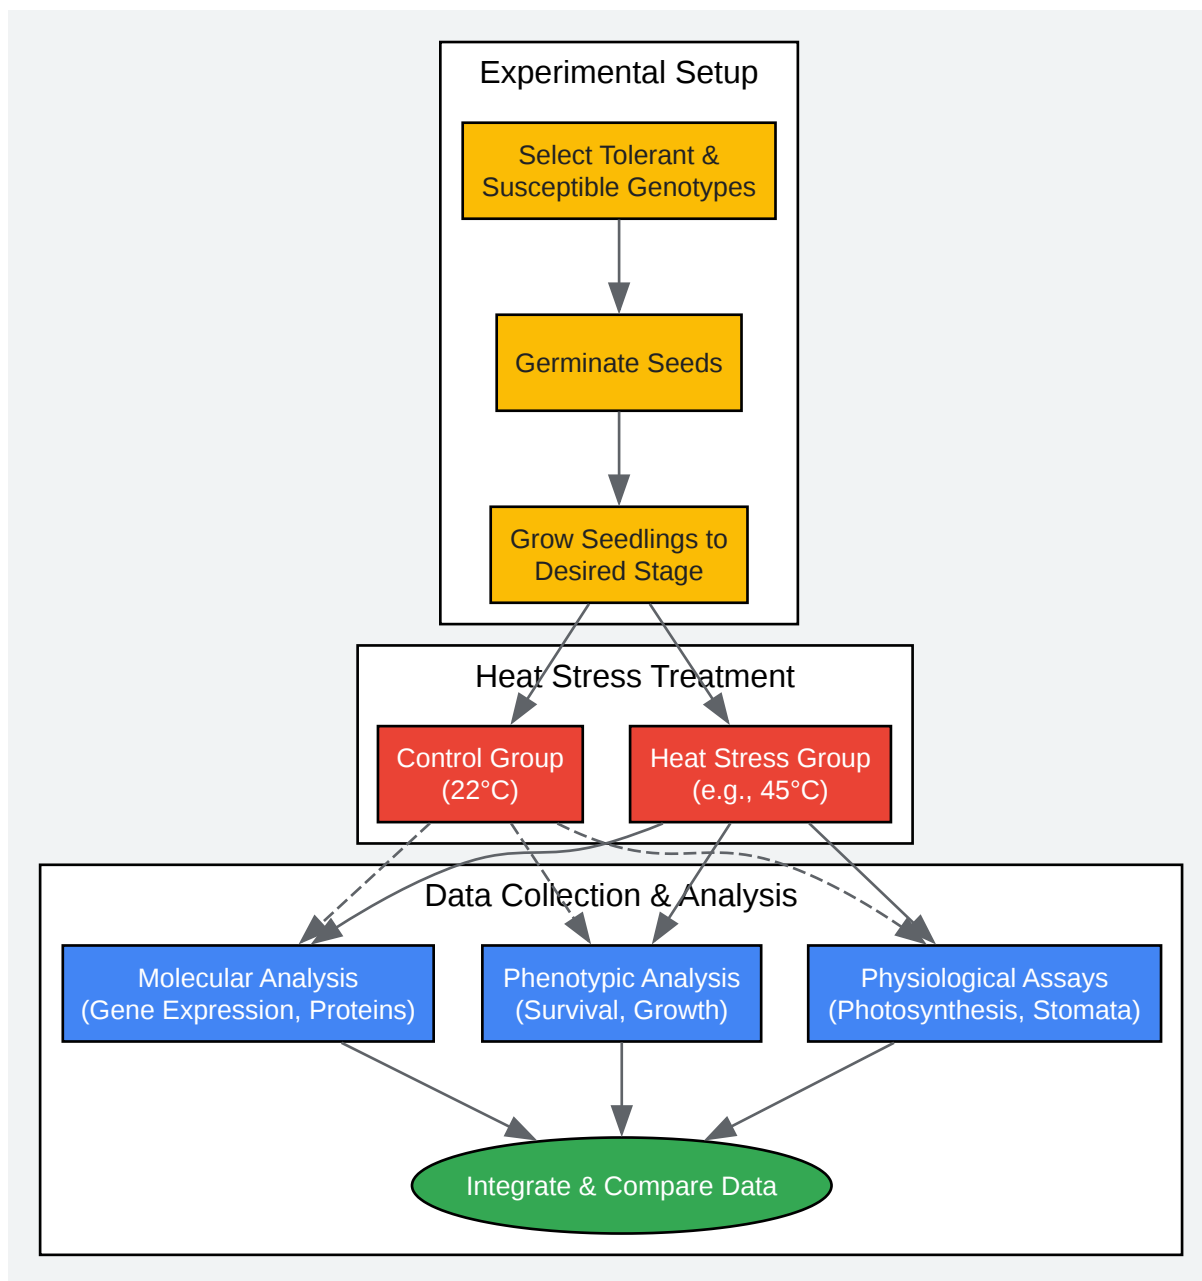 Experimental Setup
Select Tolerant &
Susceptible Genotypes
Germinate Seeds
Grow Seedlings to
Desired Stage
Heat Stress Treatment
Control Group
(22°C)
Heat Stress Group
(e.g., 45°C)
Data Collection & Analysis
Molecular Analysis
(Gene Expression, Proteins)
Phenotypic Analysis
(Survival, Growth)
Physiological Assays
(Photosynthesis, Stomata)
Integrate & Compare Data